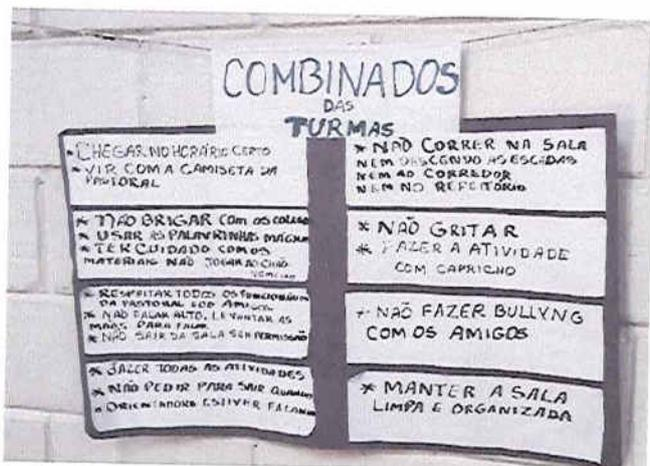 COMBINADOS
DAS
TURMAS
* CHEGAR NO HORÁRIO CERTO
* VIR COM A CAMISETA DA
PASTORAL
* NÃO BRIGAR COM OS COLEGAS
* USAR AS PALAVRINHAS MÁGICAS
* TER CUIDADO COM OS
MATERIAIS NÃO JOGAR NO CHÃO
* RESPEITAR TODOS OS FUNCIONÁRIOS
DA PASTORAL E OS AMIGOS
* NÃO FALAR ALTO, LEVANTAR AS
MÃOS PARA FALAR
* NÃO SAIR DA SALA SEM PERMISSÃO
* FAZER TODAS AS ATIVIDADES
* NÃO PEDIR PARA SAIR QUANDO
O ORIENTADOR ESTIVER FALANDO
* NÃO CORRER NA SALA
NEM DESCENDO AS ESCADAS
NEM NO CORREDOR
NEM NO REFEITÓRIO
* NÃO GRITAR
* FAZER A ATIVIDADE
COM CAPRICHO
* NÃO FAZER BULLYNG
COM OS AMIGOS
* MANTER A SALA
LIMPA E ORGANIZADA